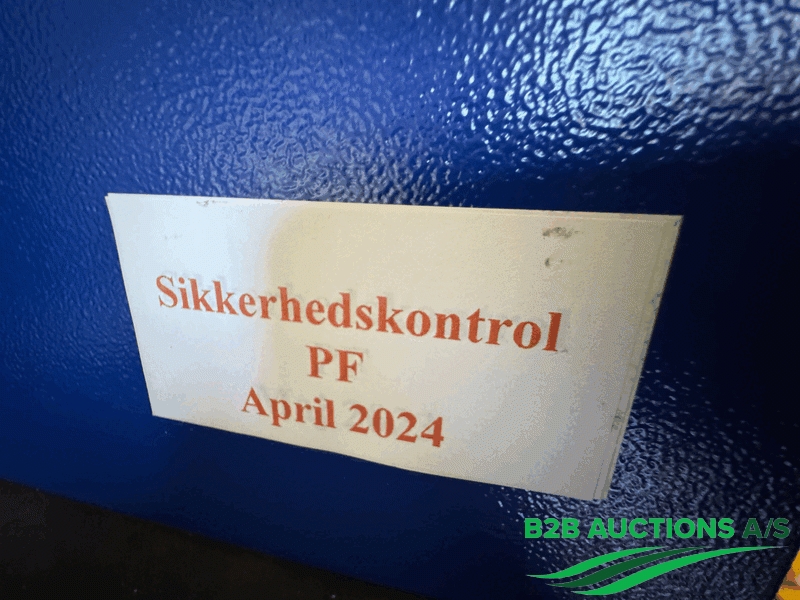 Sikkerhedskontrol
PF
April 2024
B2B AUCTIONS A/S